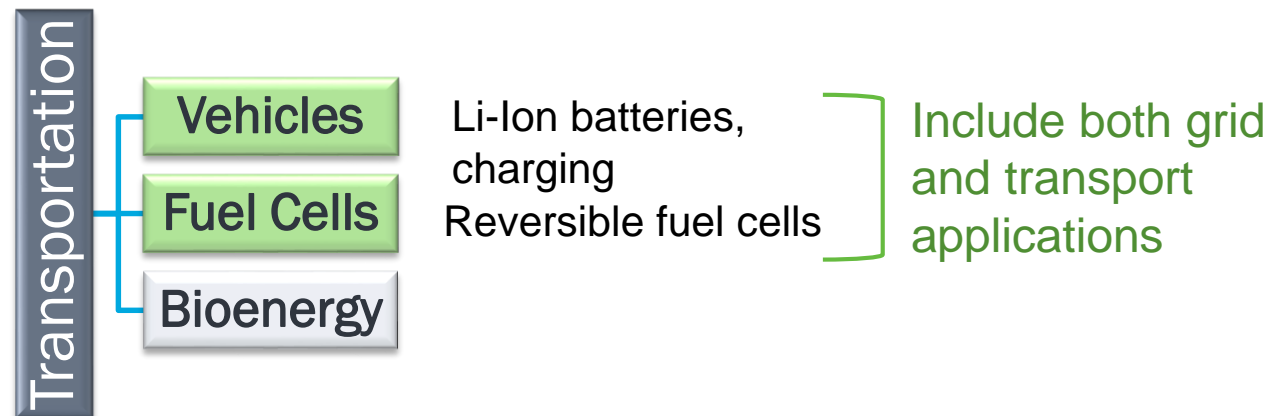 Transportation
Vehicles
Li-Ion batteries,
charging
Fuel Cells
Reversible fuel cells
Include both grid
and transport
applications
Bioenergy